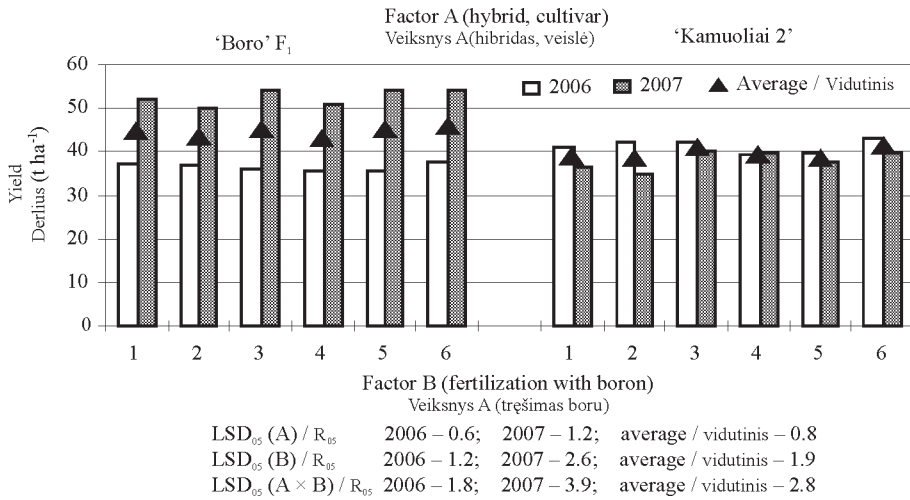 Factor A (hybrid, cultivar)
Veiksnys A(hibridas, veislė)
‘Boro’ F₁
‘Kamuoliai 2’
2006 2007 Average / Vidutinis
Yield
Derlius (t ha⁻¹)
60
50
40
30
20
10
0
1 2 3 4 5 6 1 2 3 4 5 6
Factor B (fertilization with boron)
Veiksnys A (tręšimas boru)
LSD₀₅ (A) / R₀₅ 2006 – 0.6; 2007 – 1.2; average / vidutinis – 0.8
LSD₀₅ (B) / R₀₅ 2006 – 1.2; 2007 – 2.6; average / vidutinis – 1.9
LSD₀₅ (A × B) / R₀₅ 2006 – 1.8; 2007 – 3.9; average / vidutinis – 2.8